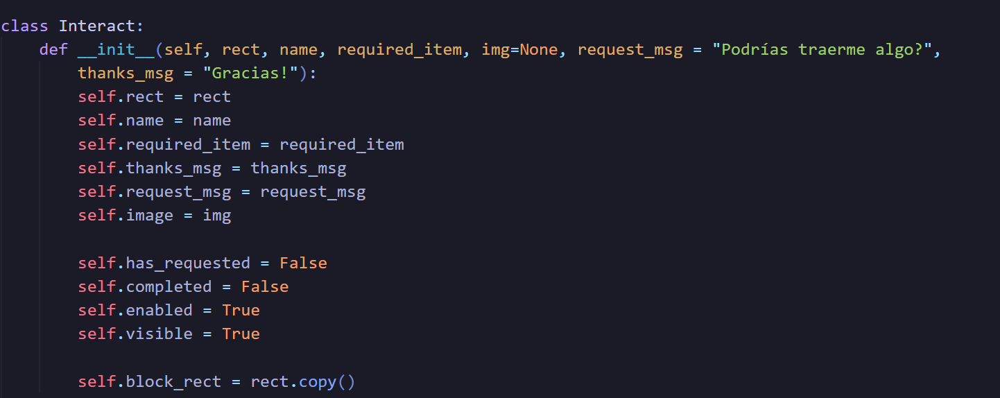 class Interact:
    def __init__(self, rect, name, required_item, img=None, request_msg = "Podrías traerme algo?",
        thanks_msg = "Gracias!"):
        self.rect = rect
        self.name = name
        self.required_item = required_item
        self.thanks_msg = thanks_msg
        self.request_msg = request_msg
        self.image = img

        self.has_requested = False
        self.completed = False
        self.enabled = True
        self.visible = True

        self.block_rect = rect.copy()